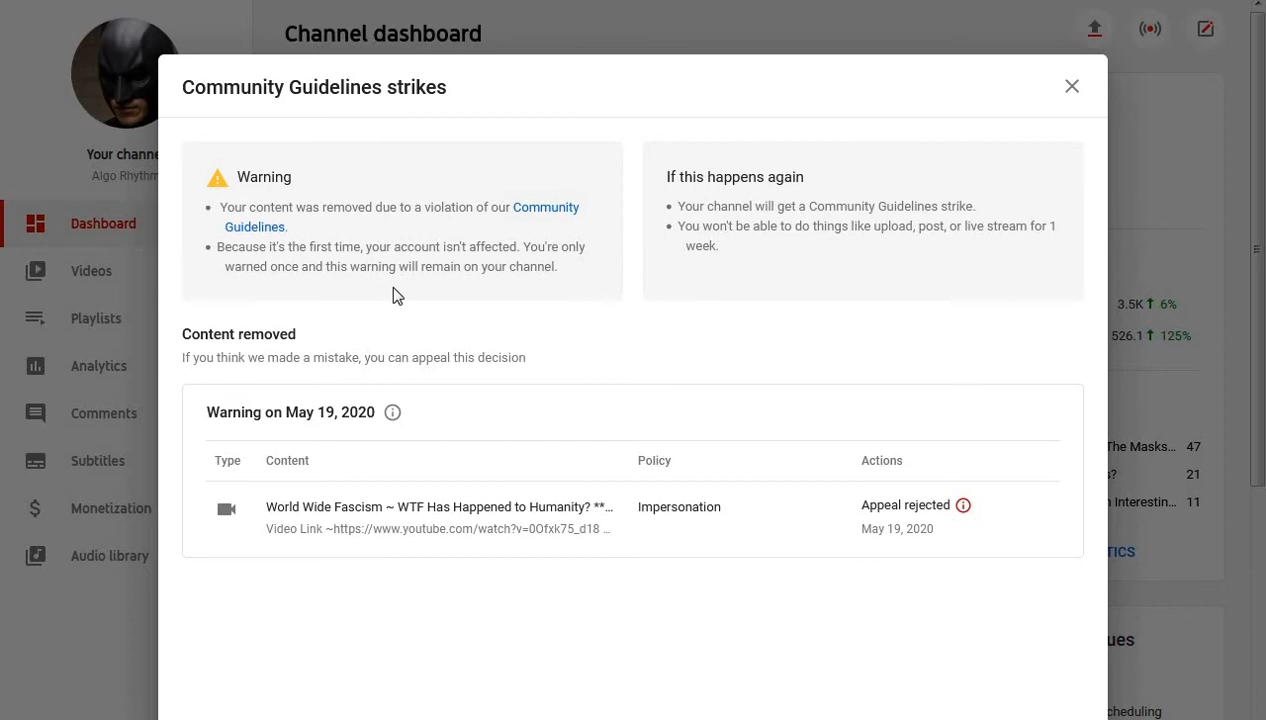 Channel dashboard
Community Guidelines strikes
Your channe
Algo Rhythm
Dashboard
Videos
Playlists
Analytics
Comments
Subtitles
Monetization
Audio library
Warning
• Your content was removed due to a violation of our Community
Guidelines.
• Because it's the first time, your account isn't affected. You're only
warned once and this warning will remain on your channel.
If this happens again
• Your channel will get a Community Guidelines strike.
• You won't be able to do things like upload, post, or live stream for 1
week.
Content removed
If you think we made a mistake, you can appeal this decision
Warning on May 19, 2020
Type Content Policy Actions
World Wide Fascism ~ WTF Has Happened to Humanity? **... Impersonation Appeal rejected
Video Link ~https://www.youtube.com/watch?v=0Ofxk75_d18 ... May 19, 2020
3.5K 6%
526.1 125%
The Masks... 47
s? 21
n Interestin... 11
TICS
ues
cheduling